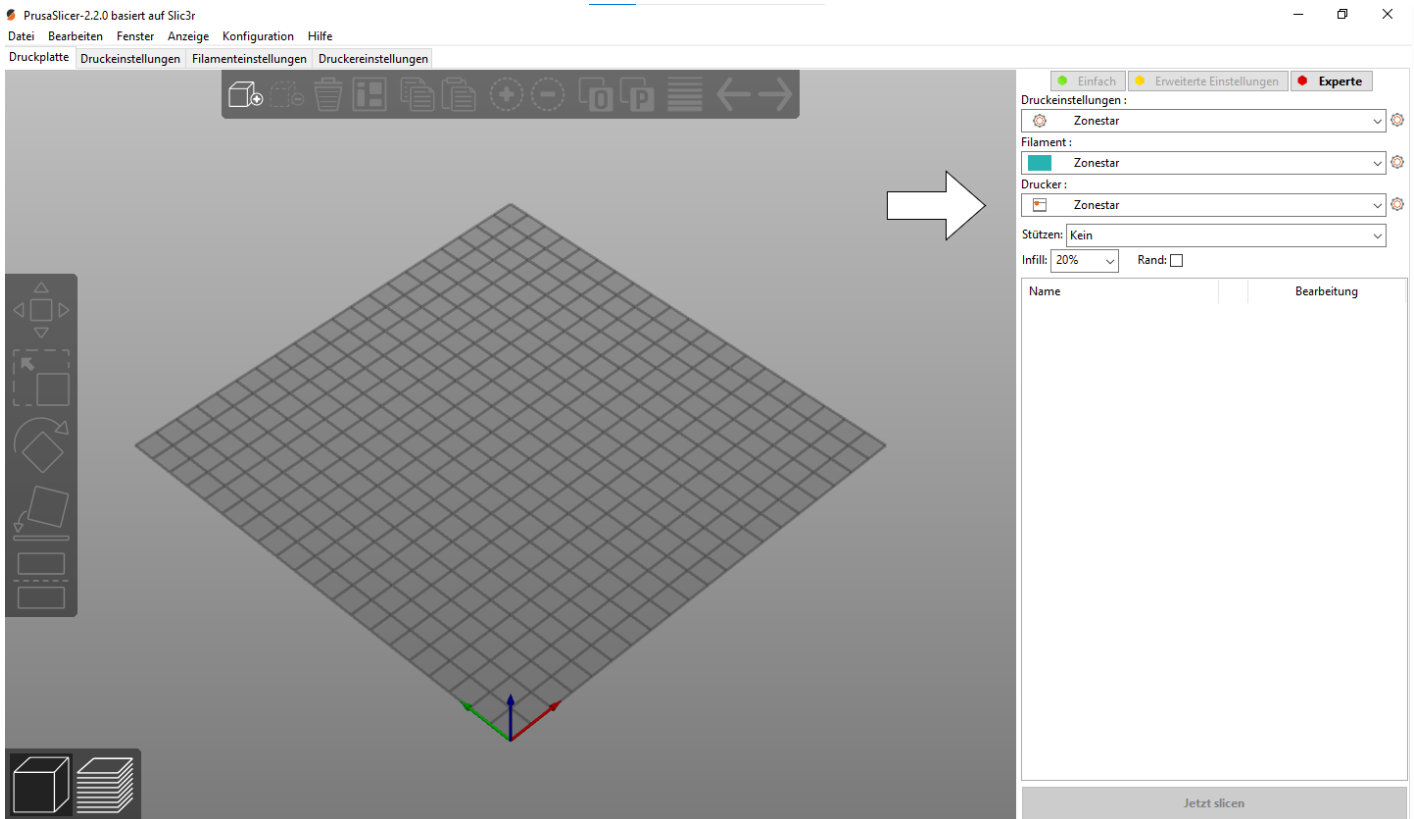 PrusaSlicer-2.2.0 basiert auf Slic3r
Datei Bearbeiten Fenster Anzeige Konfiguration Hilfe
Druckplatte Druckeinstellungen Filamenteinstellungen Druckereinstellungen
Einfach Erweiterte Einstellungen Experte
Druckeinstellungen :
Zonestar
Filament :
Zonestar
Drucker :
Zonestar
Stützen: Kein
Infill: 20% Rand:
Name Bearbeitung
O P
Jetzt slicen